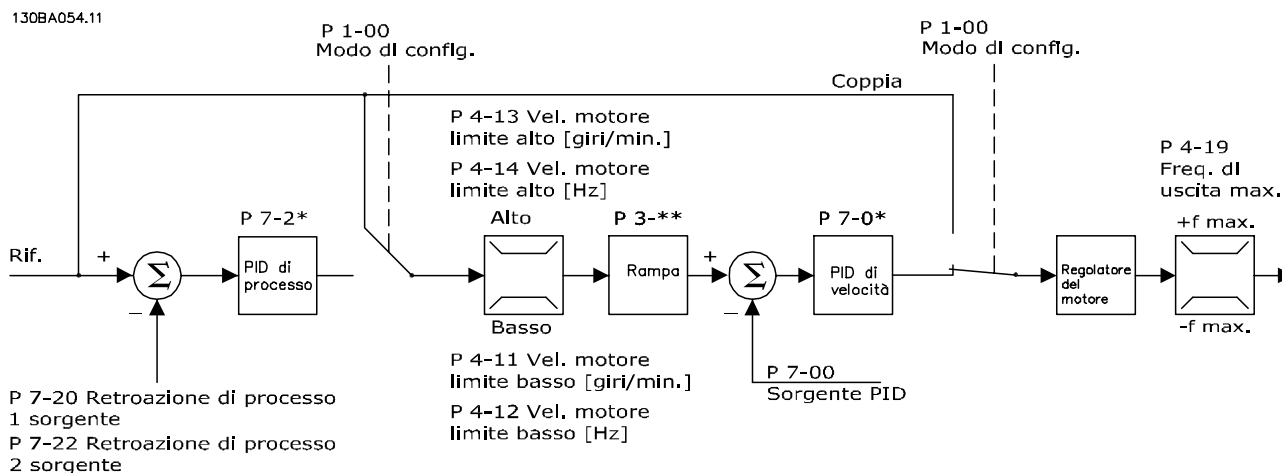 130BA054.11
P 1-00
Modo di config.
P 1-00
Modo di config.
Coppia
P 4-13 Vel. motore
limite alto [giri/min.]
P 4-14 Vel. motore
limite alto [Hz]
P 4-19
Freq. di
uscita max.
P 7-2*
Alto
P 3-**
P 7-0*
+f max.
Rif.
+
Σ
PID di
processo
Rampa
+
Σ
PID di
velocità
Regolatore
del
motore
−
Basso
−
-f max.
P 7-20 Retroazione di processo
1 sorgente
P 7-22 Retroazione di processo
2 sorgente
P 4-11 Vel. motore
limite basso [giri/min.]
P 4-12 Vel. motore
limite basso [Hz]
P 7-00
Sorgente PID